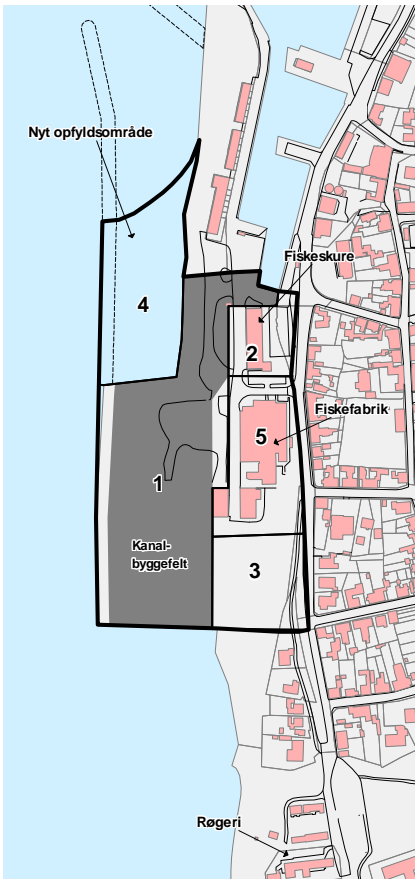 Nyt opfyldsområde
Fiskeskure
4
2
Fiskefabrik
5
1
Kanal-
byggefelt
3
Røgeri